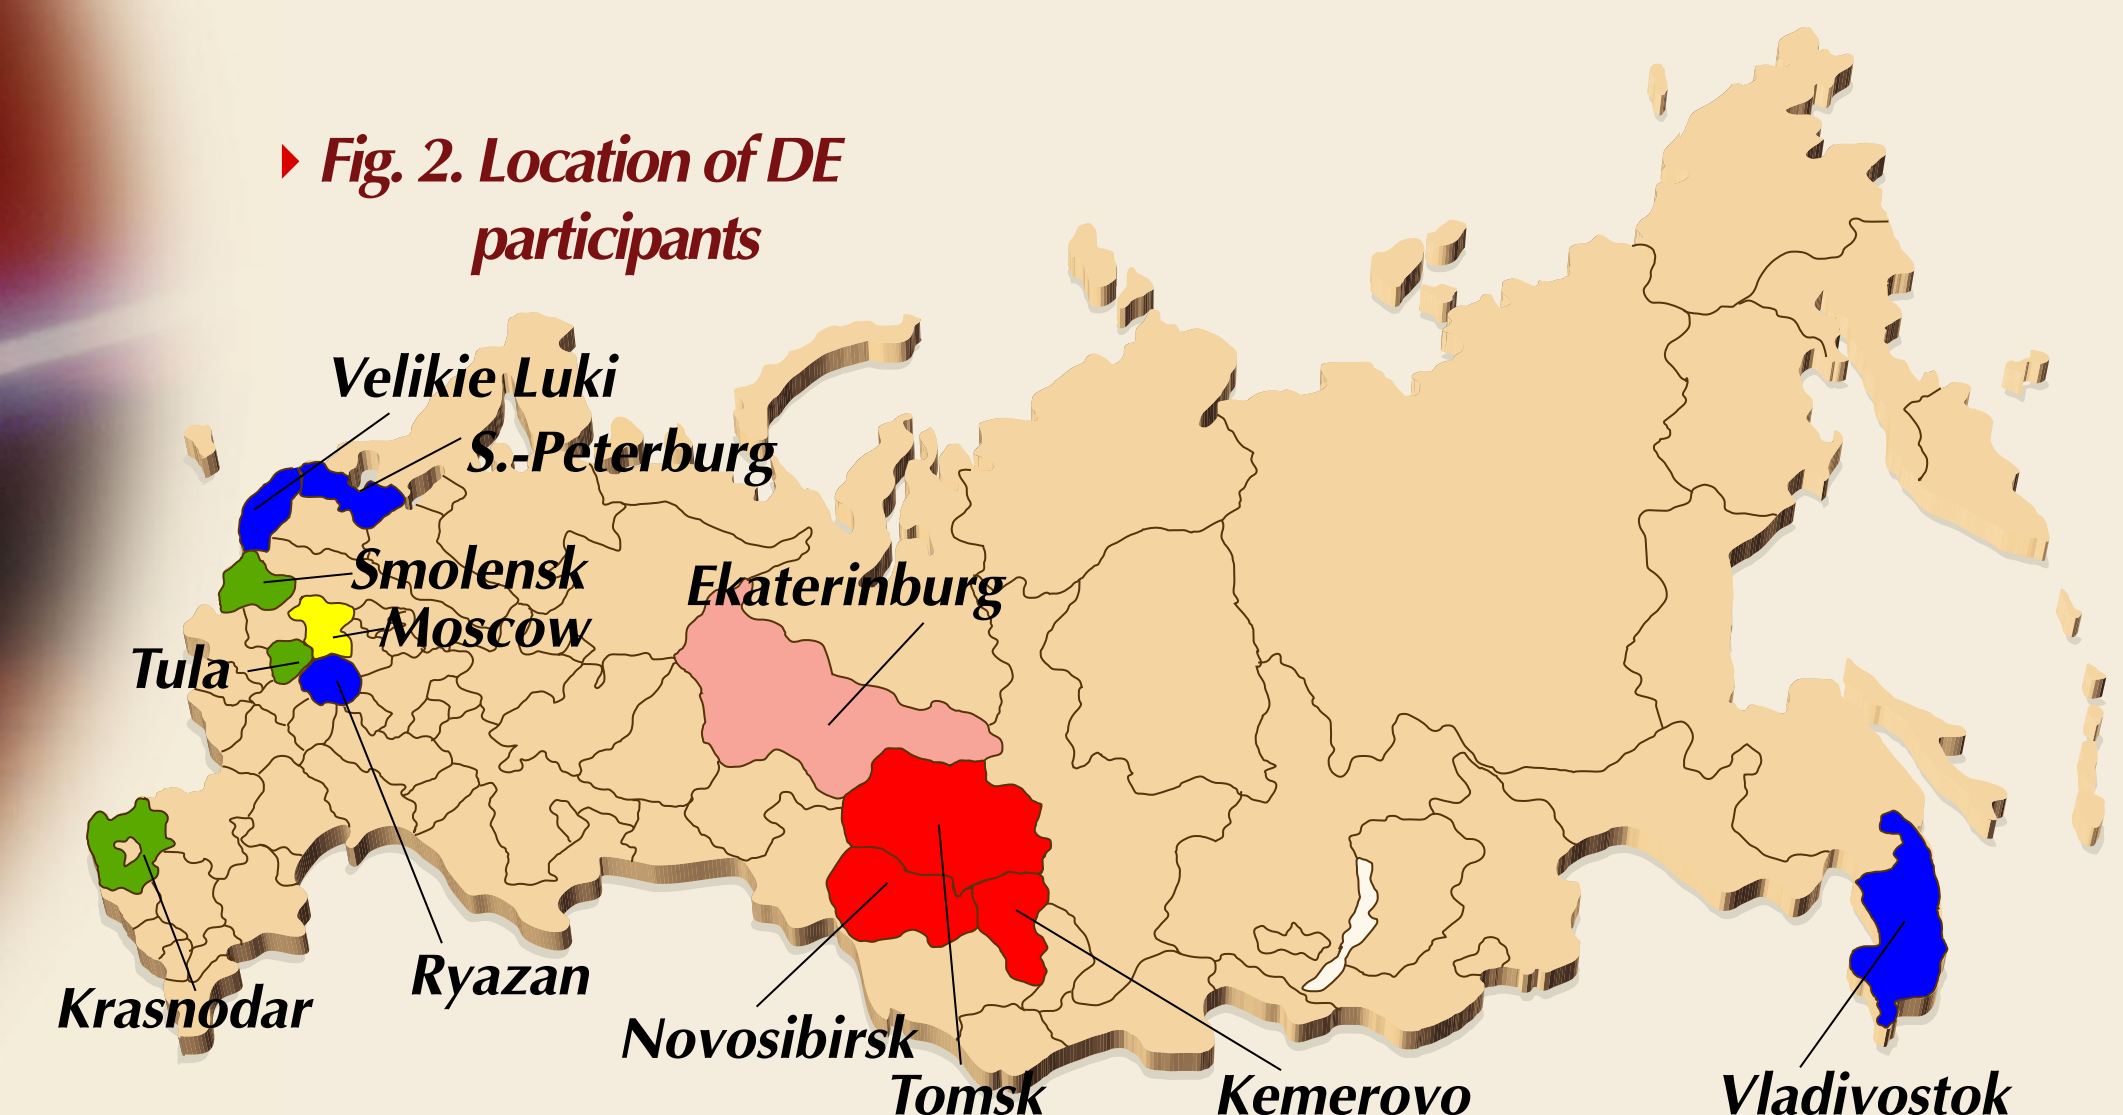 Fig. 2. Location of DE
participants
Velikie Luki
S.-Peterburg
Smolensk
Ekaterinburg
Moscow
Tula
Ryazan
Krasnodar
Novosibirsk
Tomsk
Kemerovo
Vladivostok